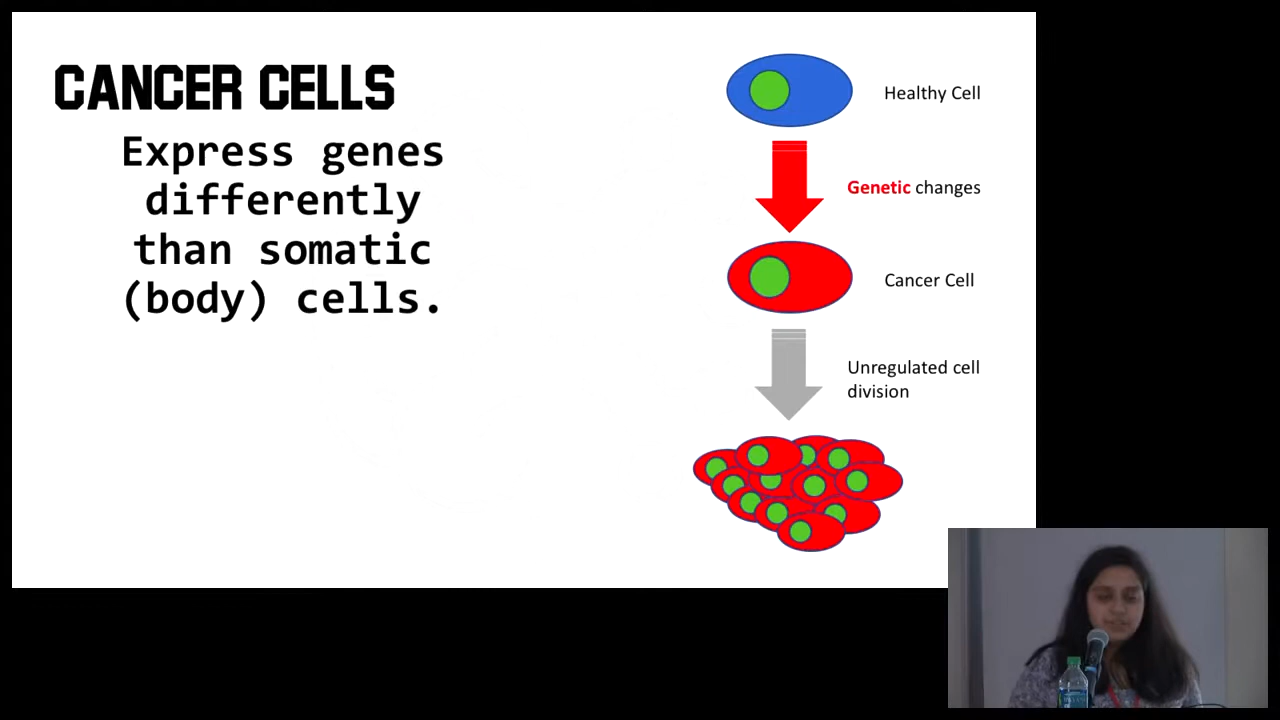 CANCER CELLS
Express genes
differently
than somatic
(body) cells.
Healthy Cell
Genetic changes
Cancer Cell
Unregulated cell
division